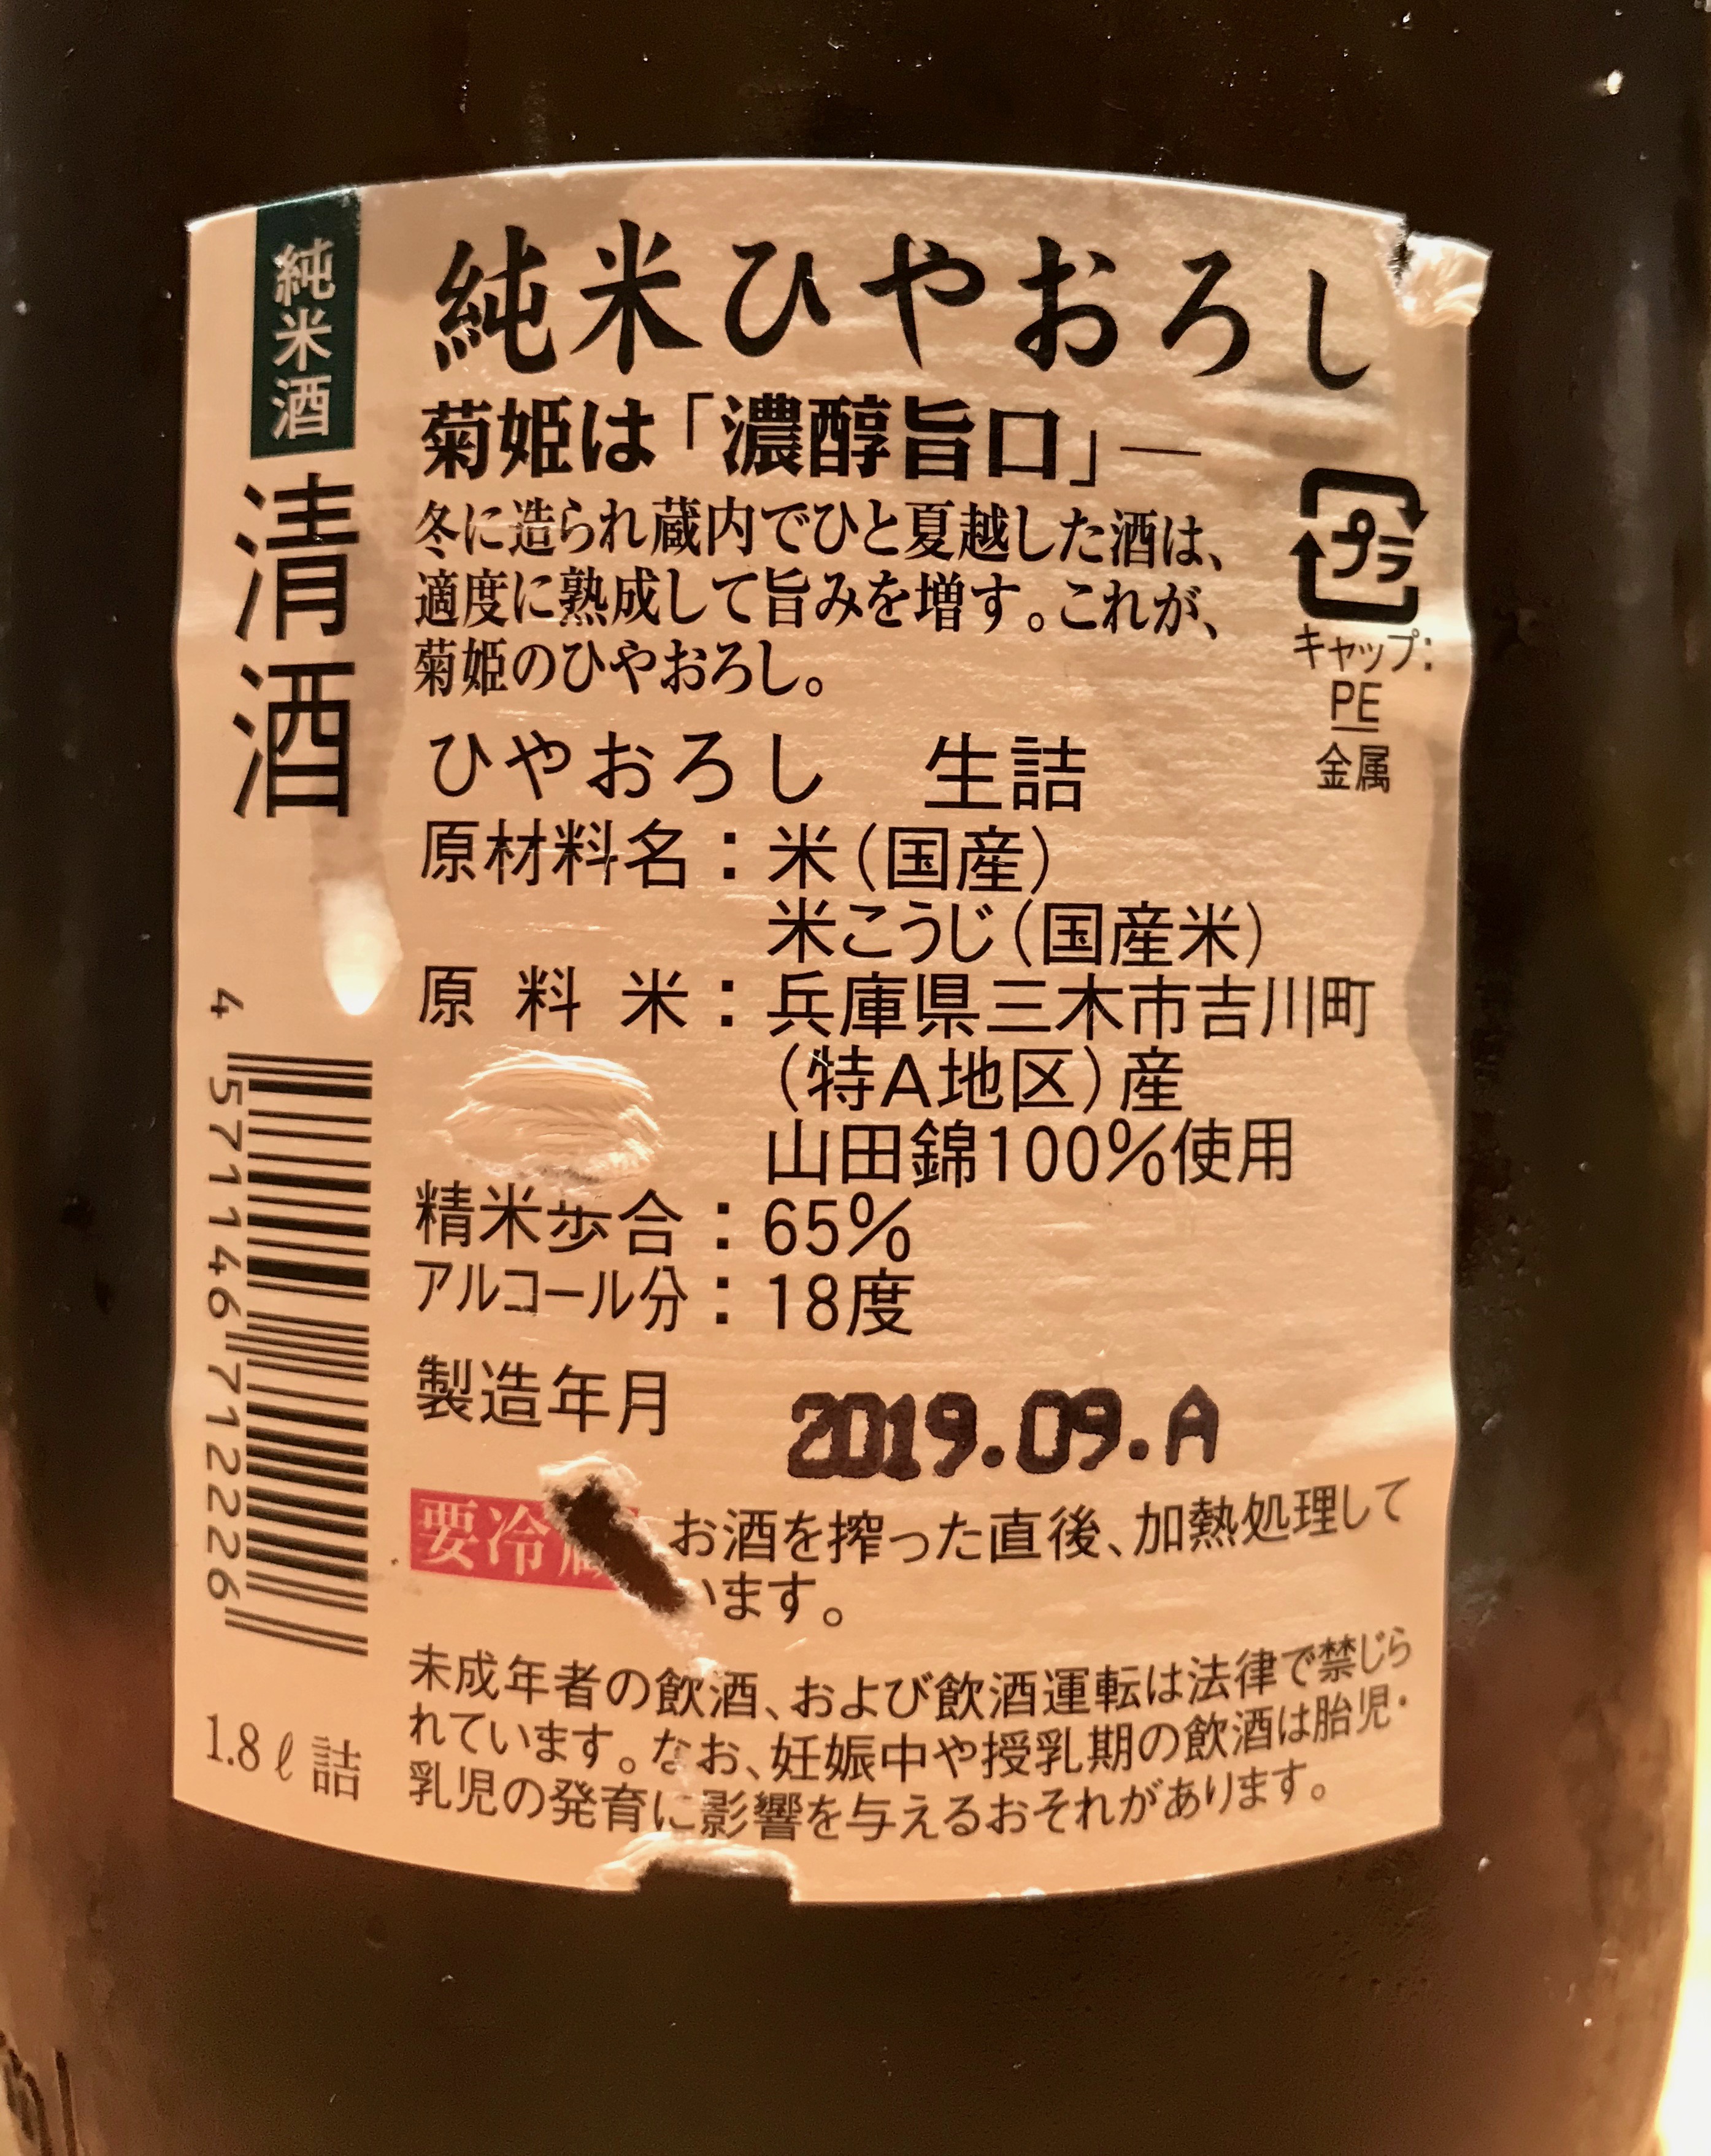 純米酒
清酒
純米ひやおろし
菊姫は「濃醇旨口」―
冬に造られ蔵内でひと夏越した酒は、
適度に熟成して旨みを増す。これが、
菊姫のひやおろし。
プラ
キャップ:
PE
金属
ひやおろし 生詰
原材料名:米(国産)
米こうじ(国産米)
原料米:兵庫県三木市吉川町
(特A地区)産
山田錦100%使用
精米歩合:65%
アルコール分:18度
製造年月 2019.09.A
要冷蔵 お酒を搾った直後、加熱処理して
います。
未成年者の飲酒、および飲酒運転は法律で禁じら
れています。なお、妊娠中や授乳期の飲酒は胎児・
乳児の発育に影響を与えるおそれがあります。
4 571146 712226
1.8ℓ詰